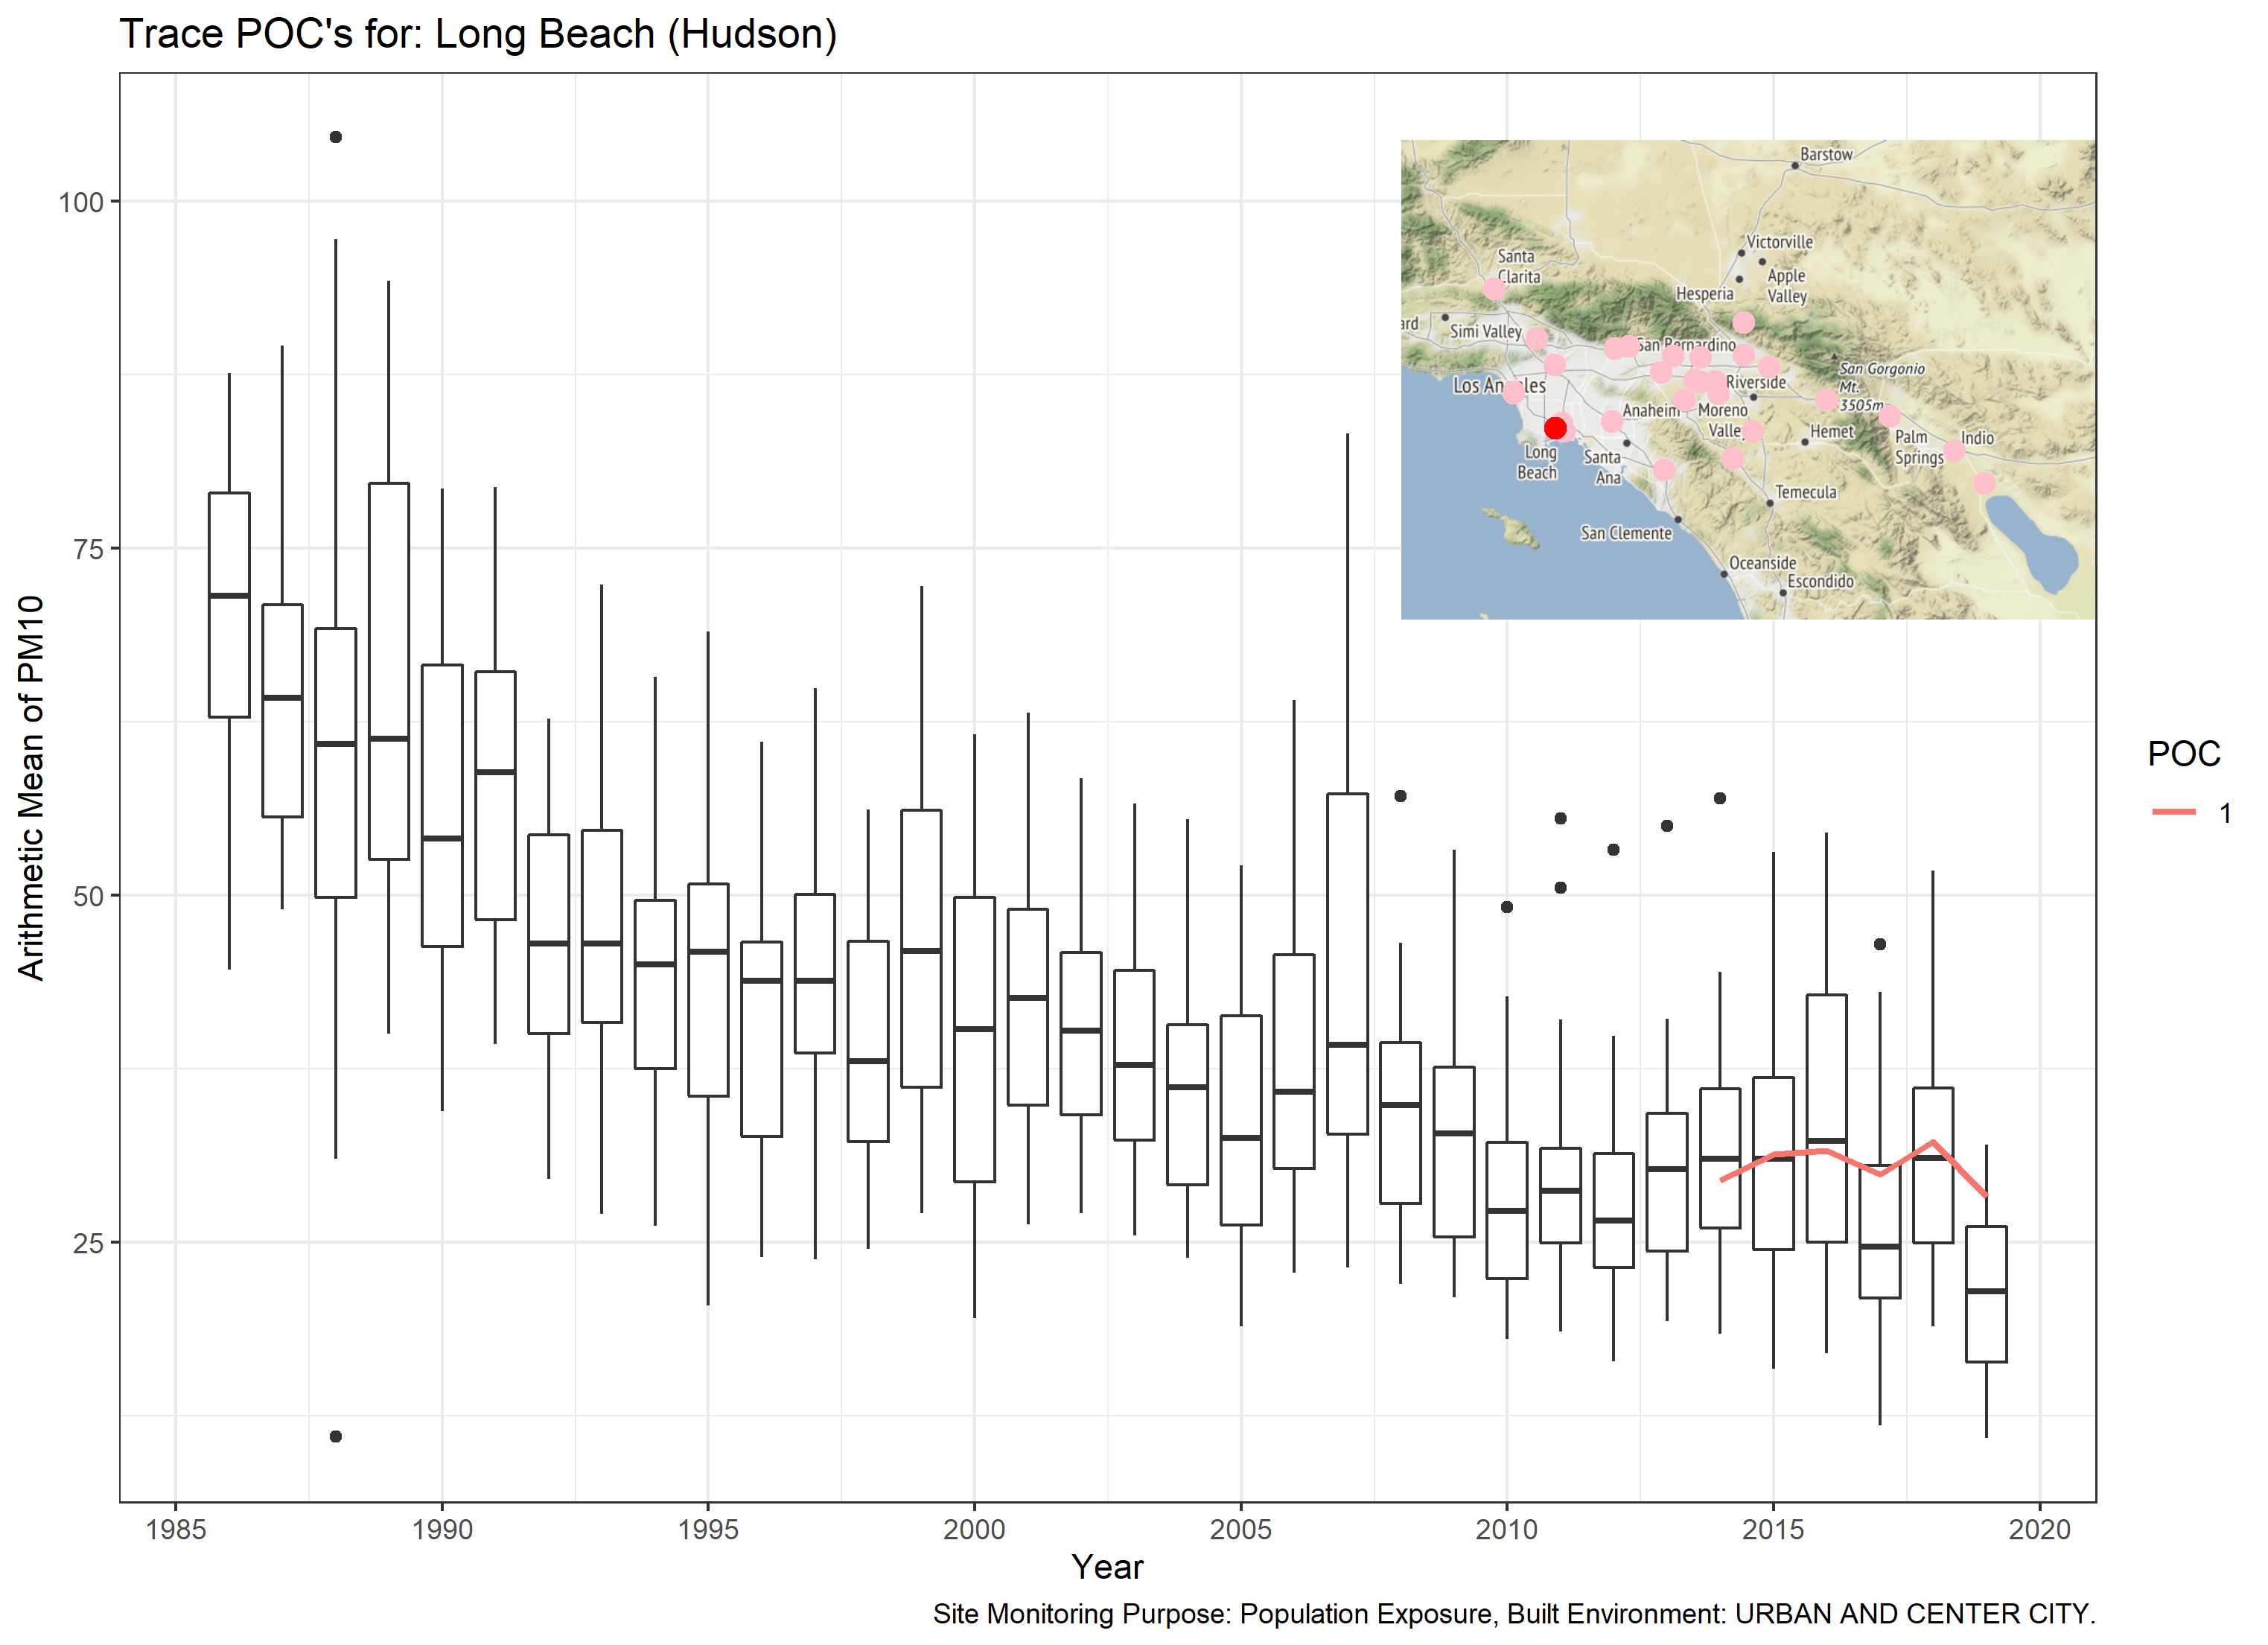 Trace POC's for: Long Beach (Hudson)
100
75
50
25
Arithmetic Mean of PM10
Barstow
Victorville
Apple
Valley
Hesperia
Santa
Clarita
ard
Simi Valley
San Bernardino
San Gorgonio
Mt.
3505m
Los Angeles
Riverside
Anaheim
Moreno
Valley
Hemet
Palm
Springs
Indio
Long
Beach
Santa
Ana
Temecula
San Clemente
Oceanside
Escondido
POC
1
1985 1990 1995 2000 2005 2010 2015 2020
Year
Site Monitoring Purpose: Population Exposure, Built Environment: URBAN AND CENTER CITY.